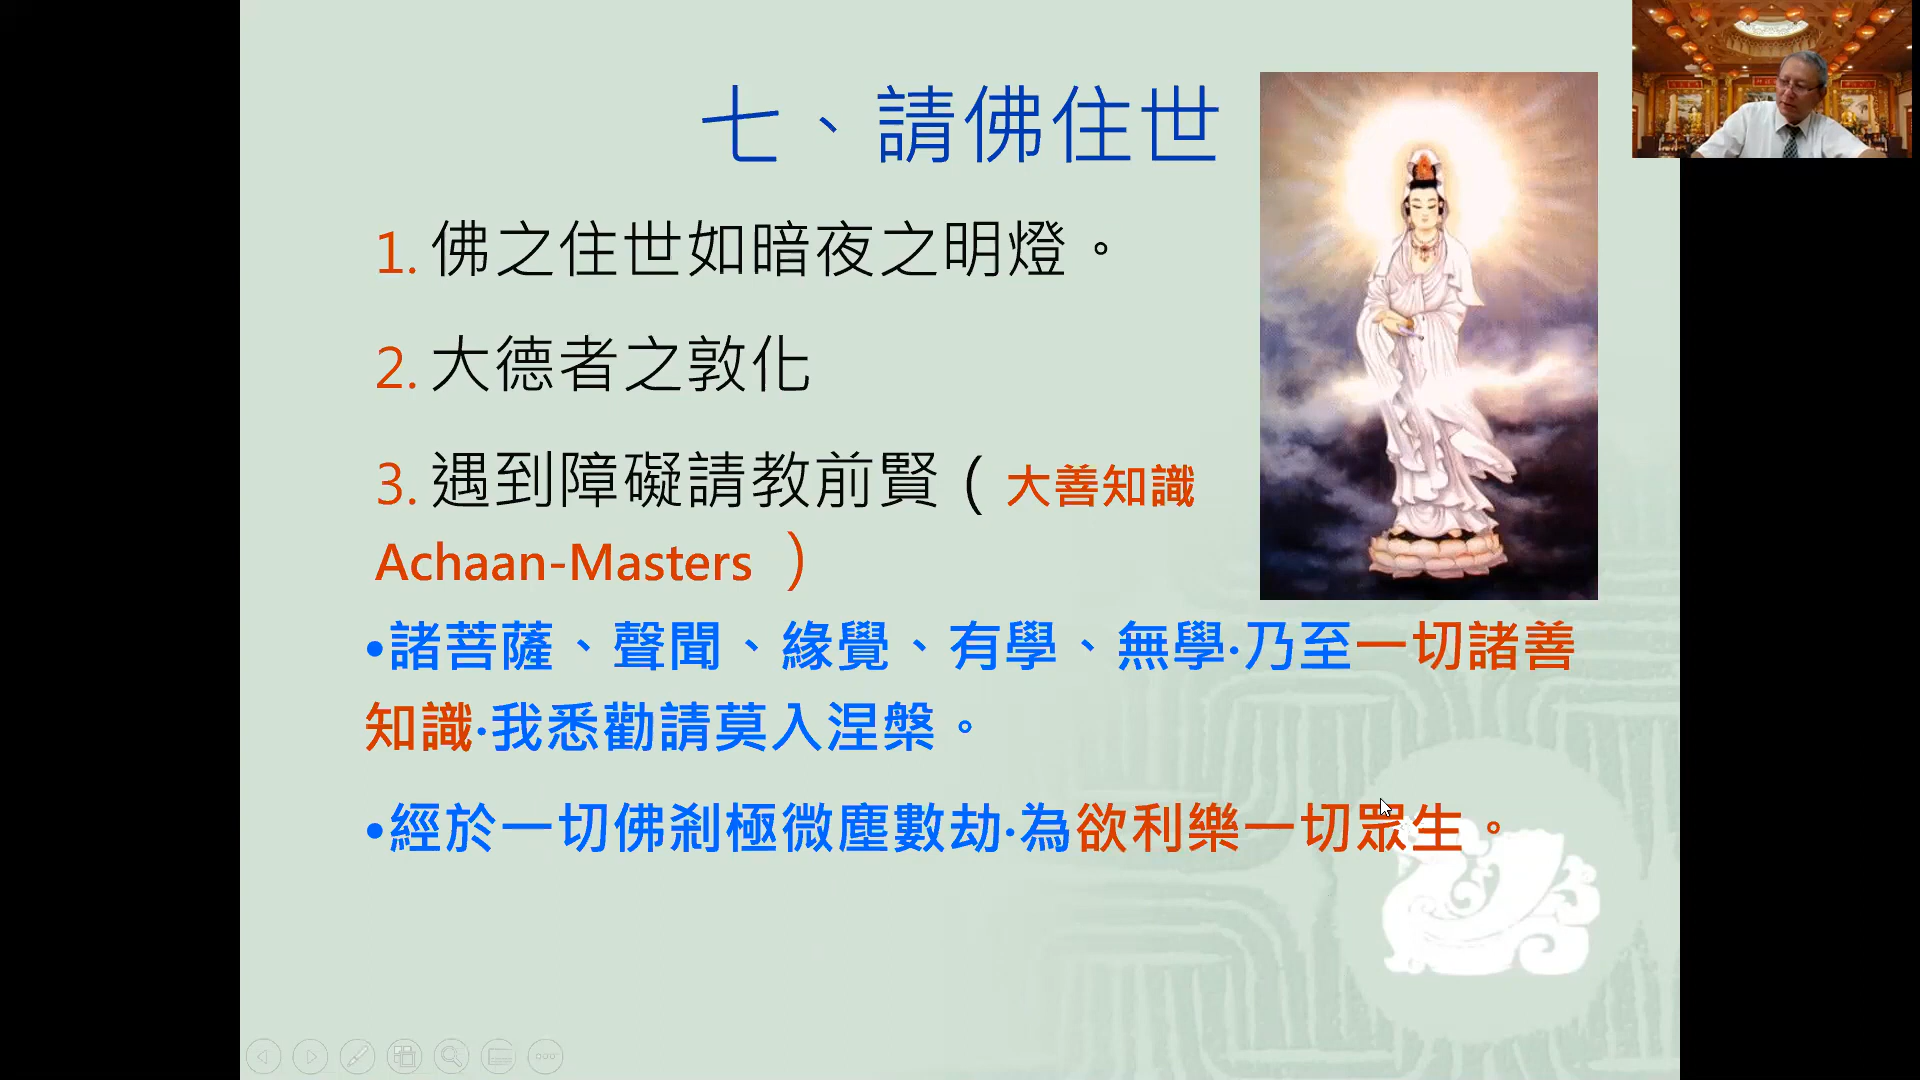 七、請佛住世
1. 佛之住世如暗夜之明燈。
2. 大德者之敦化
3. 遇到障礙請教前賢（大善知識
Achaan-Masters ）
•諸菩薩、聲聞、緣覺、有學、無學‧乃至一切諸善
知識‧我悉勸請莫入涅槃。
•經於一切佛剎極微塵數劫‧為欲利樂一切眾生。